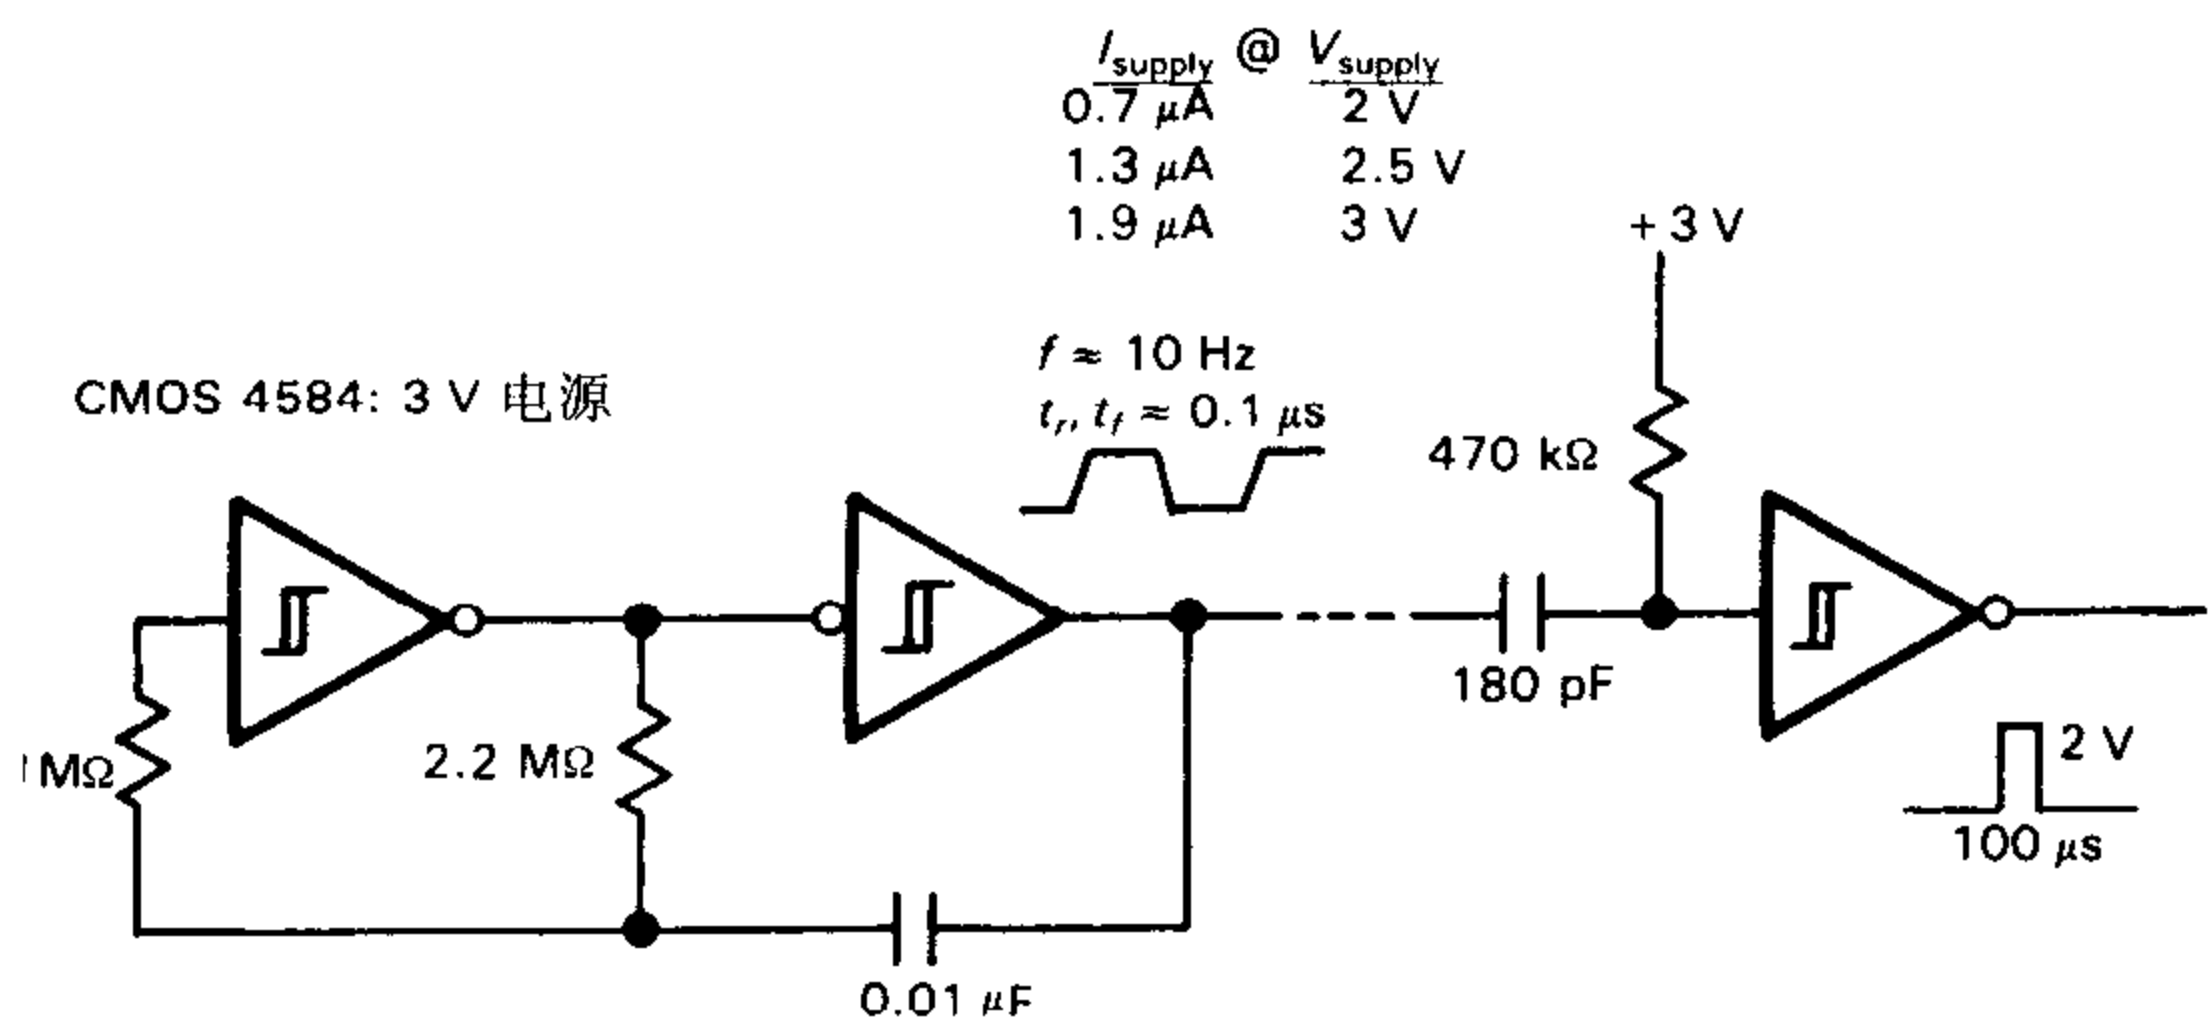 I_supply @ V_supply
0.7 μA 2 V
1.3 μA 2.5 V
1.9 μA 3 V
+ 3 V
f ≈ 10 Hz
t_r, t_f ≈ 0.1 μs
CMOS 4584: 3 V 电源
470 kΩ
180 pF
MΩ
2.2 MΩ
2 V
100 μs
0.01 μF